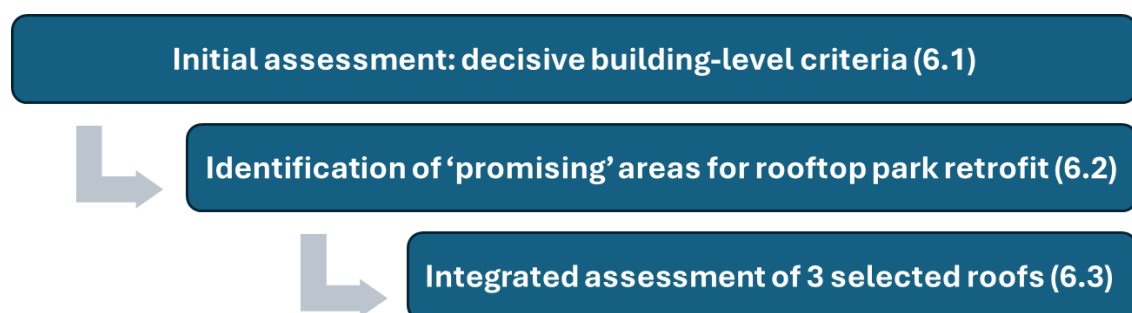 Initial assessment: decisive building-level criteria (6.1)
Identification of ‘promising’ areas for rooftop park retrofit (6.2)
Integrated assessment of 3 selected roofs (6.3)